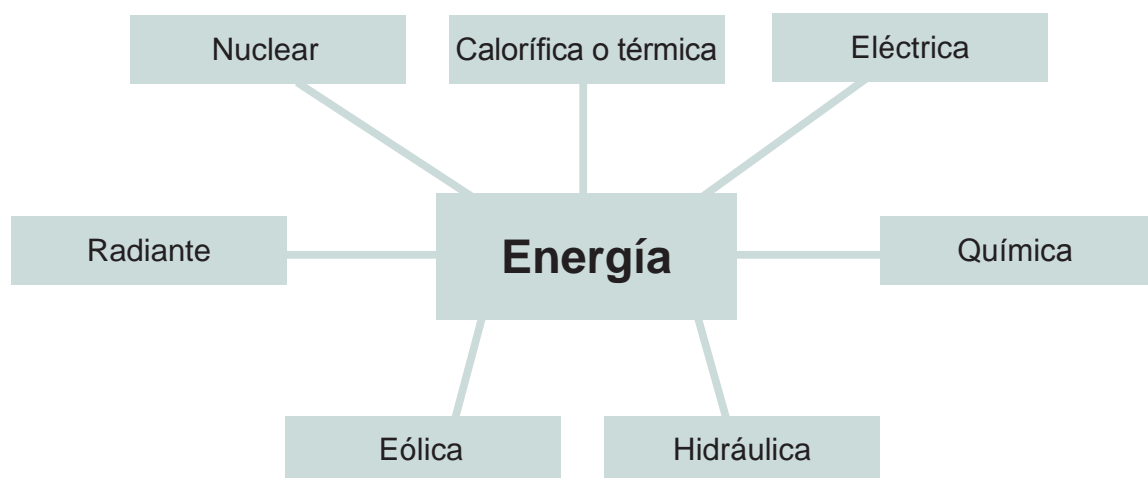 Nuclear
Calorífica o térmica
Eléctrica
Radiante
Energía
Química
Eólica
Hidráulica